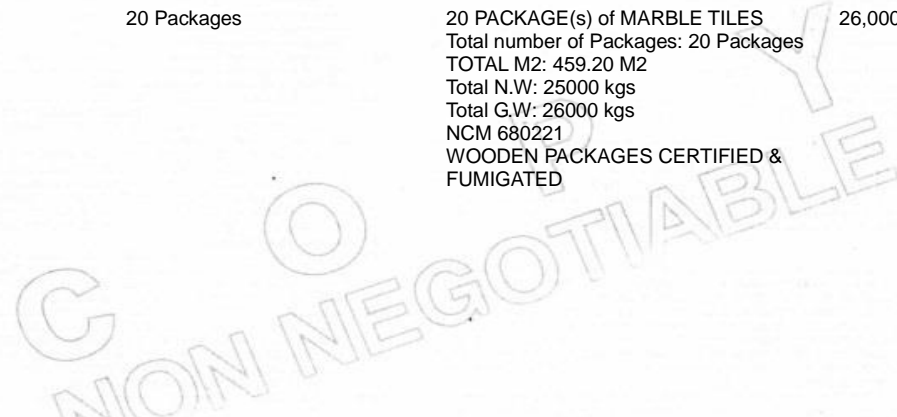 20 Packages 20 PACKAGE(s) of MARBLE TILES 26,000
Total number of Packages: 20 Packages
TOTAL M2: 459.20 M2
Total N.W: 25000 kgs
Total G.W: 26000 kgs
NCM 680221
WOODEN PACKAGES CERTIFIED &
FUMIGATED
COPY
NON NEGOTIABLE